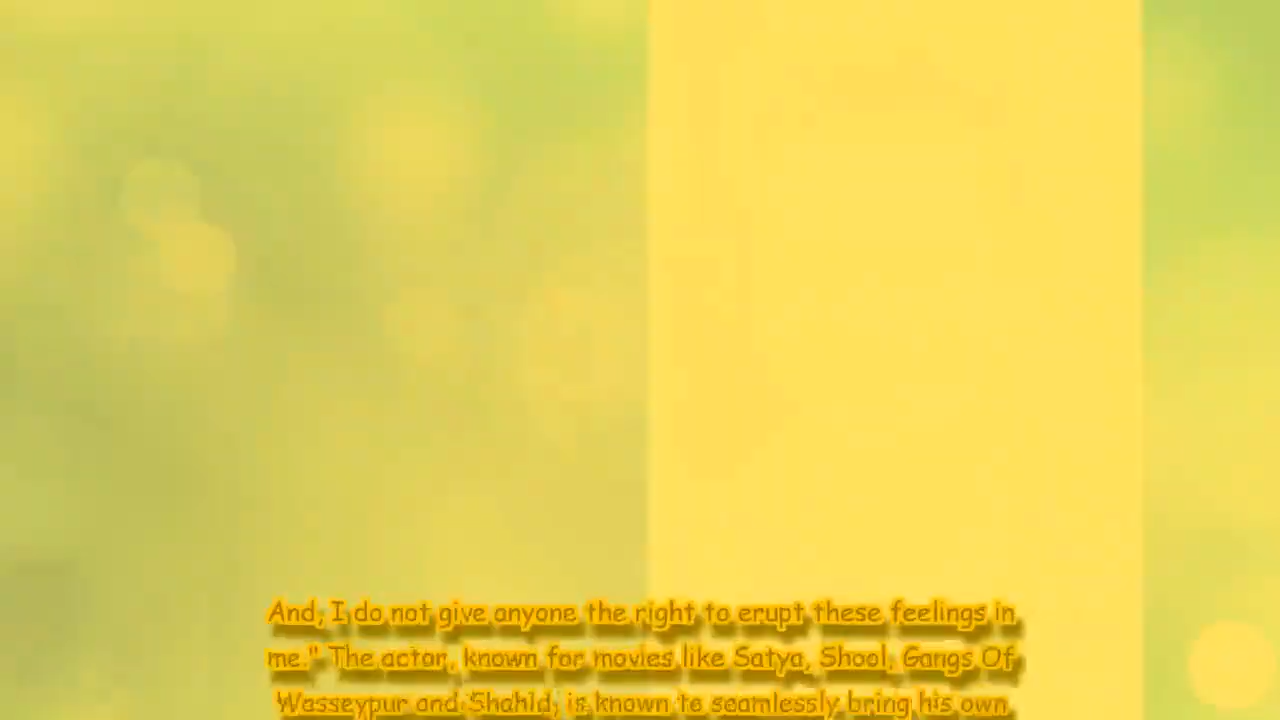 And, I do not give anyone the right to erupt these feelings in
me." The actor, known for movies like Satya, Shool, Gangs Of
Wasseypur and Shahid, is known to seamlessly bring his own